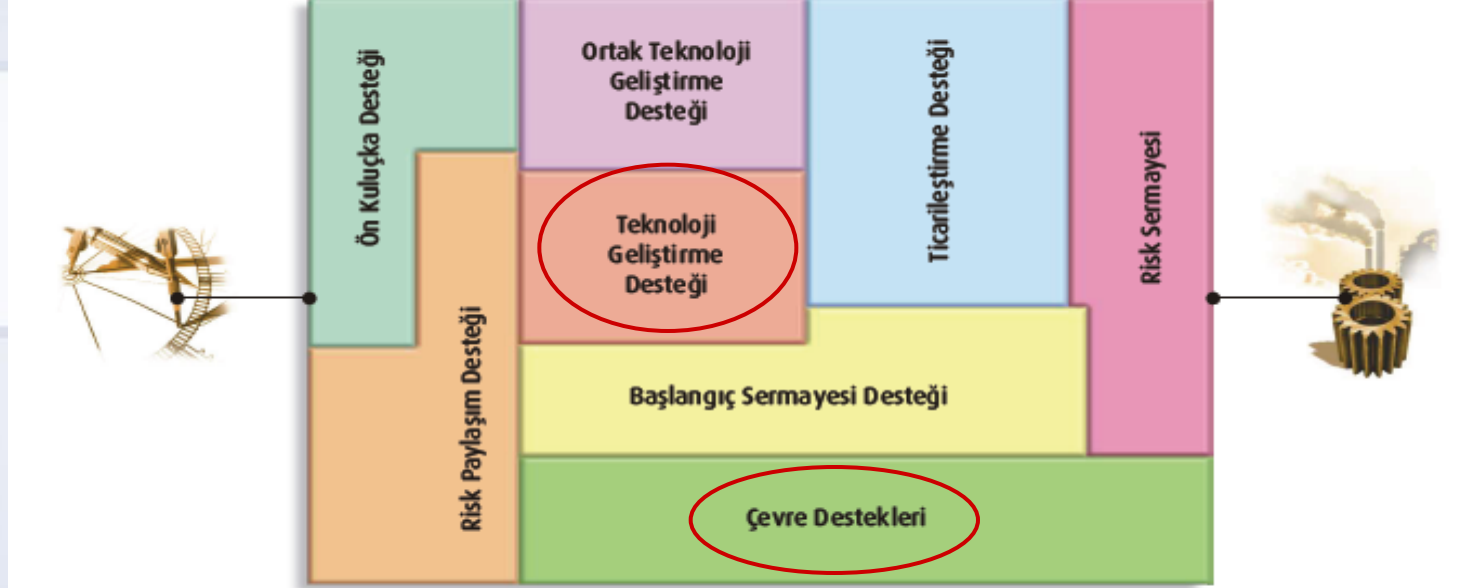 Ön Kuluçka Desteği
Ortak Teknoloji
Geliştirme
Desteği
Ticarileştirme Desteği
Risk Sermayesi
Teknoloji
Geliştirme
Desteği
Risk Paylaşım Desteği
Başlangıç Sermayesi Desteği
Çevre Destekleri